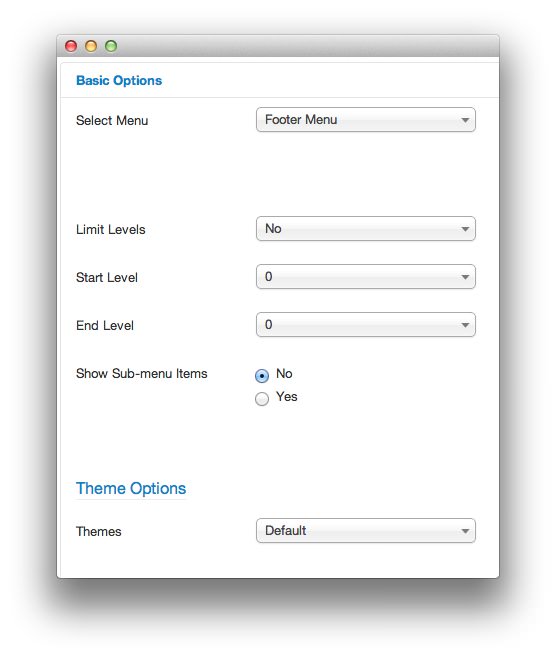 Basic Options
Select Menu Footer Menu
Limit Levels No
Start Level 0
End Level 0
Show Sub-menu Items No
Yes
Theme Options
Themes Default